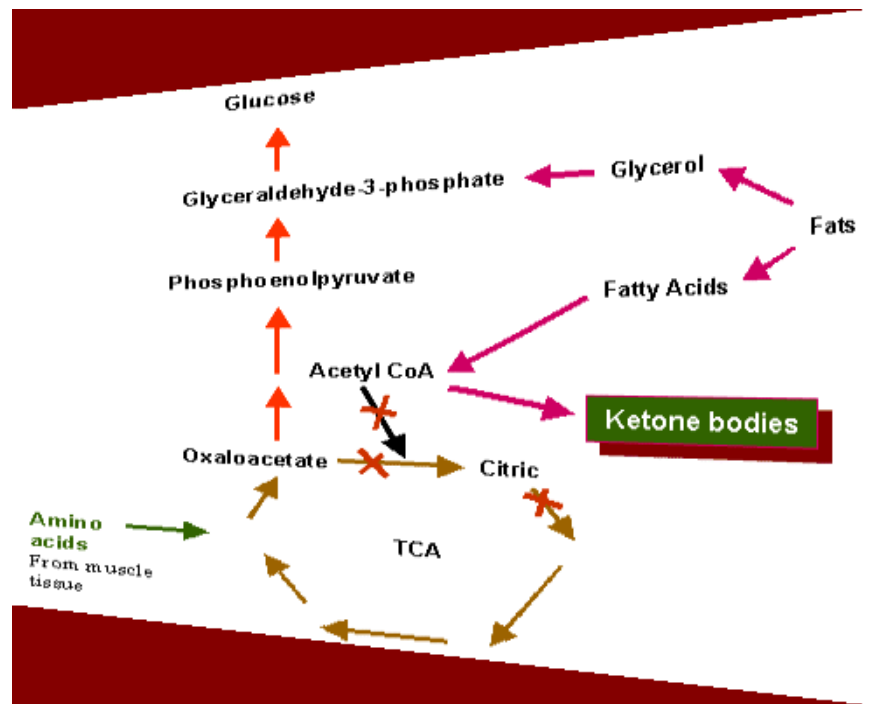 Glucose
Glyceraldehyde-3-phosphate
Glycerol
Fats
Phosphoenolpyruvate
Fatty Acids
Acetyl CoA
Ketone bodies
Oxaloacetate
Citric
Amino
acids
From muscle
tissue
TCA